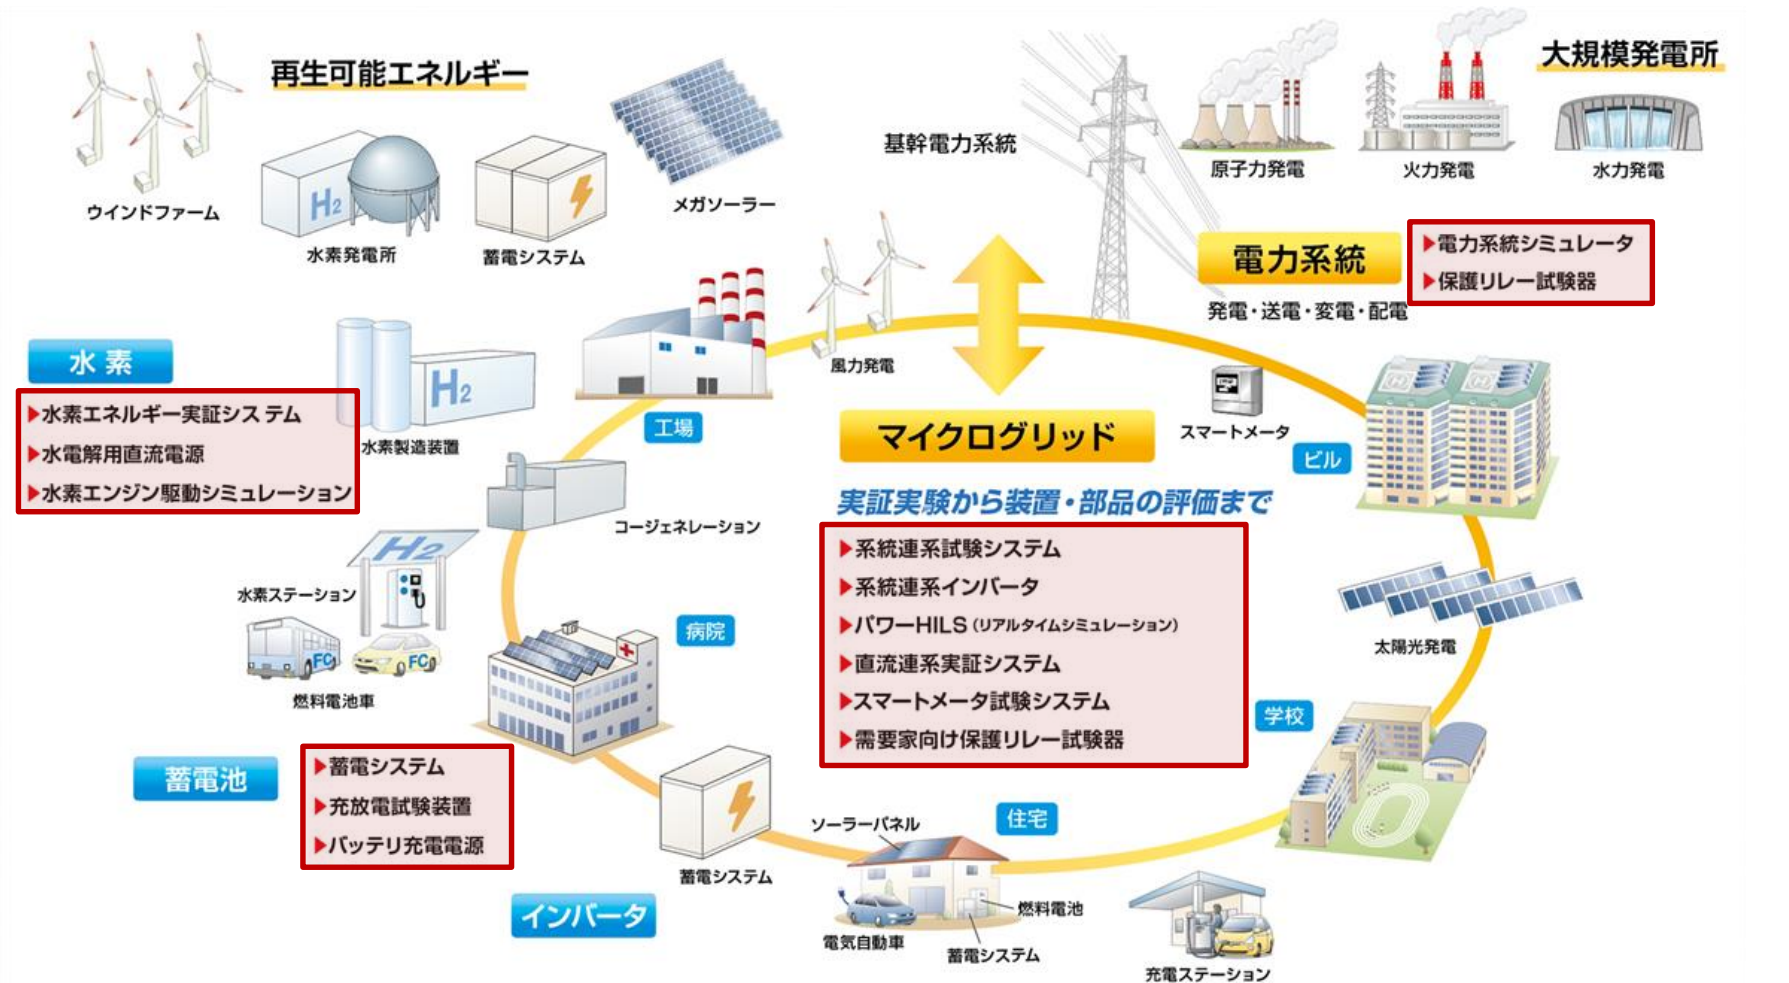 再生可能エネルギー
大規模発電所
ウインドファーム
H2
水素発電所
蓄電システム
メガソーラー
基幹電力系統
原子力発電
火力発電
水力発電
電力系統
発電・送電・変電・配電
▶電力系統シミュレータ
▶保護リレー試験器
風力発電
水素
▶水素エネルギー実証システム
▶水電解用直流電源
▶水素エンジン駆動シミュレーション
H2
水素製造装置
工場
コージェネレーション
マイクログリッド
実証実験から装置・部品の評価まで
▶系統連系試験システム
▶系統連系インバータ
▶パワーHILS(リアルタイムシミュレーション)
▶直流連系実証システム
▶スマートメータ試験システム
▶需要家向け保護リレー試験器
スマートメータ
ビル
H
H
太陽光発電
学校
H2
水素ステーション
FC
FC
燃料電池車
病院
蓄電池
▶蓄電システム
▶充放電試験装置
▶バッテリ充電電源
蓄電システム
インバータ
ソーラーパネル
住宅
燃料電池
電気自動車
蓄電システム
充電ステーション